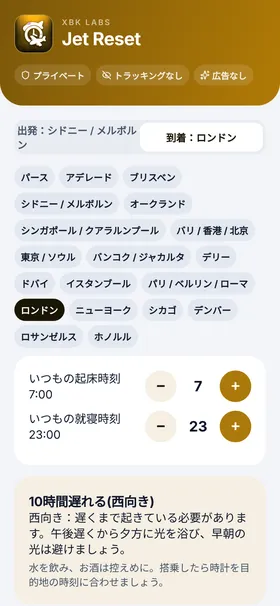 XBK LABS
Jet Reset
プライベート トラッキングなし 広告なし
出発：シドニー / メルボル
ン
到着：ロンドン
パース アデレード ブリスベン
シドニー / メルボルン オークランド
シンガポール / クアラルンプール パリ / 香港 / 北京
東京 / ソウル バンコク / ジャカルタ デリー
ドバイ イスタンブール パリ / ベルリン / ローマ
ロンドン ニューヨーク シカゴ デンバー
ロサンゼルス ホノルル
いつもの起床時刻
7:00
− 7 +
いつもの就寝時刻
23:00
− 23 +
10時間遅れる(西向き)
西向き：遅くまで起きている必要がありま
す。午後遅くから夕方に光を浴び、早朝の
光は避けましょう。
水を飲み、お酒は控えめに。搭乗したら時計を目
的地の時刻に合わせましょう。